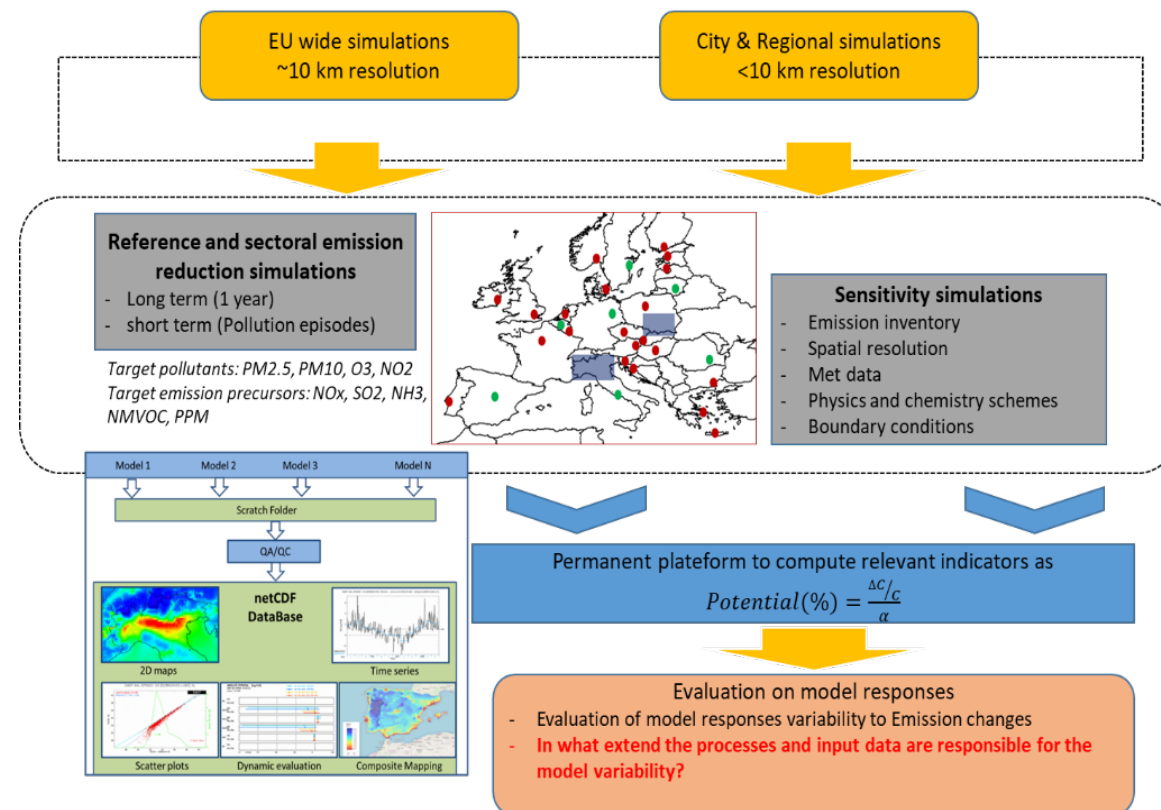 EU wide simulations
~10 km resolution
City & Regional simulations
<10 km resolution
Reference and sectoral emission
reduction simulations
- Long term (1 year)
- short term (Pollution episodes)
Target pollutants: PM2.5, PM10, O3, NO2
Target emission precursors: NOx, SO2, NH3,
NMVOC, PPM
Sensitivity simulations
- Emission inventory
- Spatial resolution
- Met data
- Physics and chemistry schemes
- Boundary conditions
Model 1 Model 2 Model 3 Model N
Scratch Folder
QA/QC
netCDF
DataBase
2D maps
Time series
Scatter plots
Dynamic evaluation
Composite Mapping
Permanent plateform to compute relevant indicators as
Potential(%) = ΔC/C / α
Evaluation on model responses
- Evaluation of model responses variability to Emission changes
- In what extend the processes and input data are responsible for the
model variability?